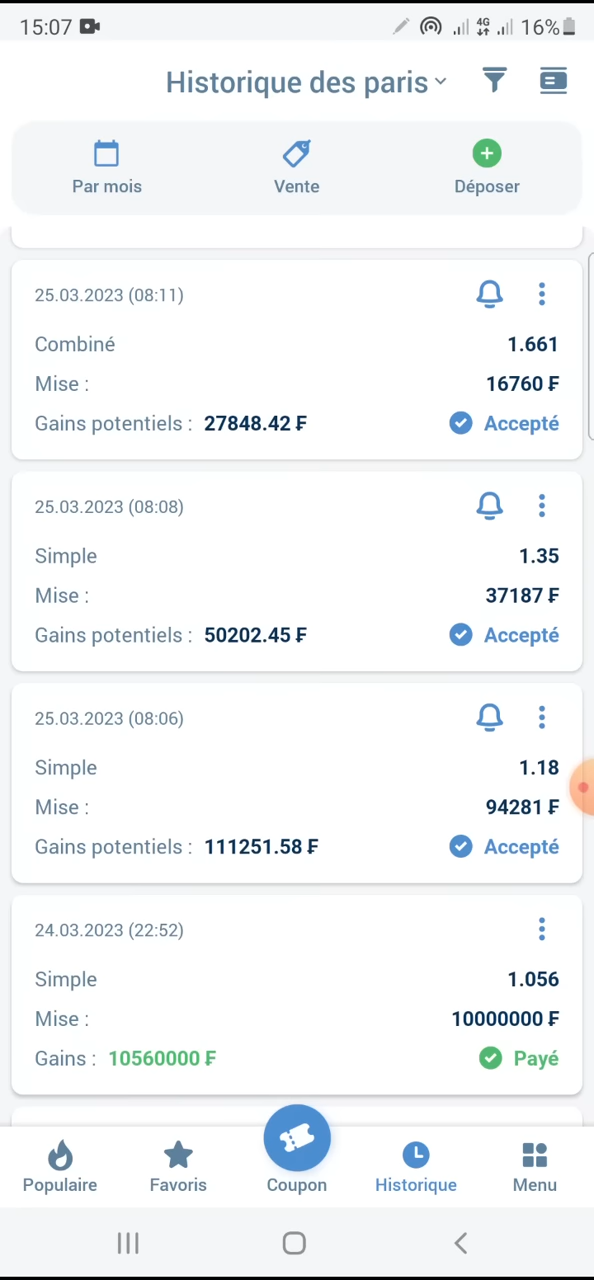 15:07 4G 16%
Historique des paris
Par mois Vente Déposer
25.03.2023 (08:11)
Combiné 1.661
Mise : 16760 ₣
Gains potentiels : 27848.42 ₣ Accepté
25.03.2023 (08:08)
Simple 1.35
Mise : 37187 ₣
Gains potentiels : 50202.45 ₣ Accepté
25.03.2023 (08:06)
Simple 1.18
Mise : 94281 ₣
Gains potentiels : 111251.58 ₣ Accepté
24.03.2023 (22:52)
Simple 1.056
Mise : 10000000 ₣
Gains : 10560000 ₣ Payé
Populaire Favoris Coupon Historique Menu